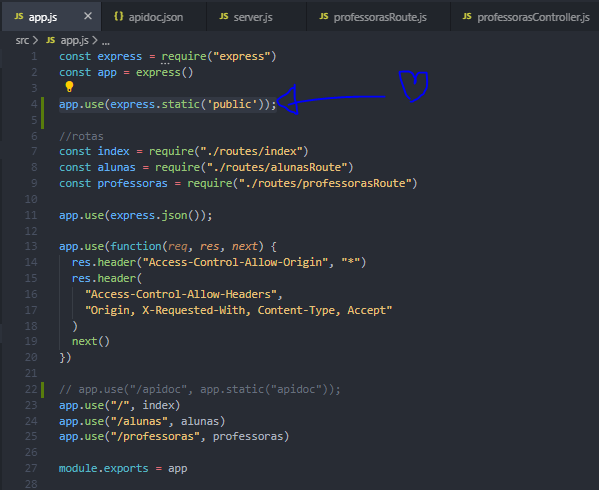 app.js
apidoc.json
server.js
professorasRoute.js
professorasController.js
src > app.js > ...
1 const express = require("express")
2 const app = express()
3
4 app.use(express.static('public'));
5
6 //rotas
7 const index = require("./routes/index")
8 const alunas = require("./routes/alunasRoute")
9 const professoras = require("./routes/professorasRoute")
10
11 app.use(express.json());
12
13 app.use(function(req, res, next) {
14 res.header("Access-Control-Allow-Origin", "*")
15 res.header(
16 "Access-Control-Allow-Headers",
17 "Origin, X-Requested-With, Content-Type, Accept"
18 )
19 next()
20 })
21
22 // app.use("/apidoc", app.static("apidoc"));
23 app.use("/", index)
24 app.use("/alunas", alunas)
25 app.use("/professoras", professoras)
26
27 module.exports = app
28